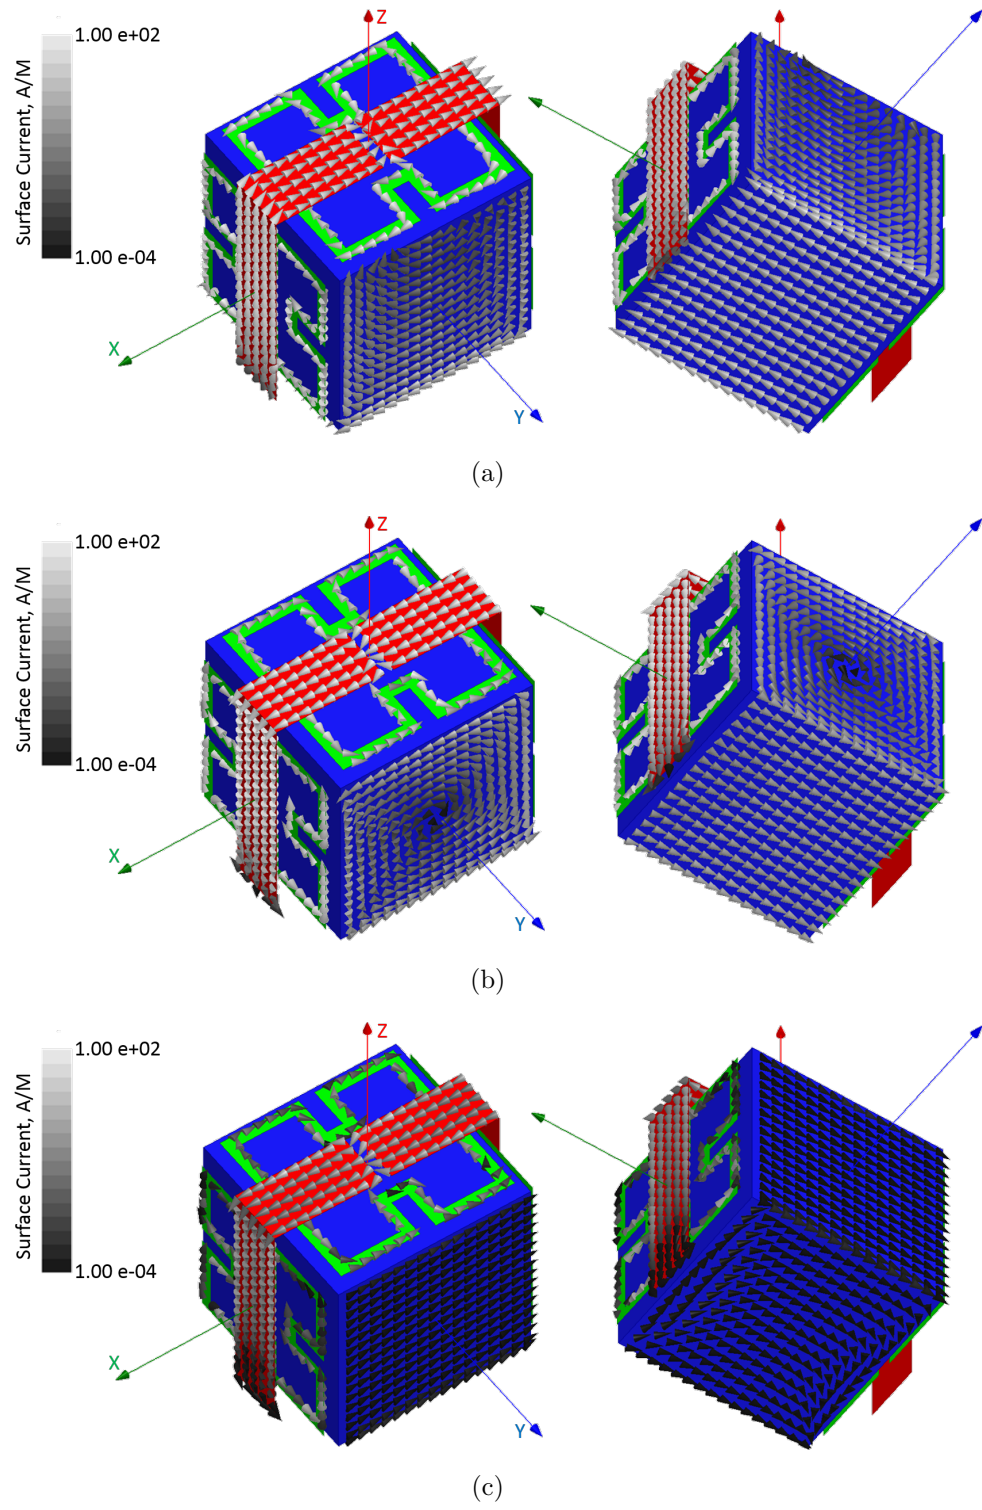 Z
1.00 e+02
Surface Current, A/M
1.00 e-04
X
Y
(a)
Z
1.00 e+02
Surface Current, A/M
1.00 e-04
X
Y
(b)
Z
1.00 e+02
Surface Current, A/M
1.00 e-04
X
Y
(c)